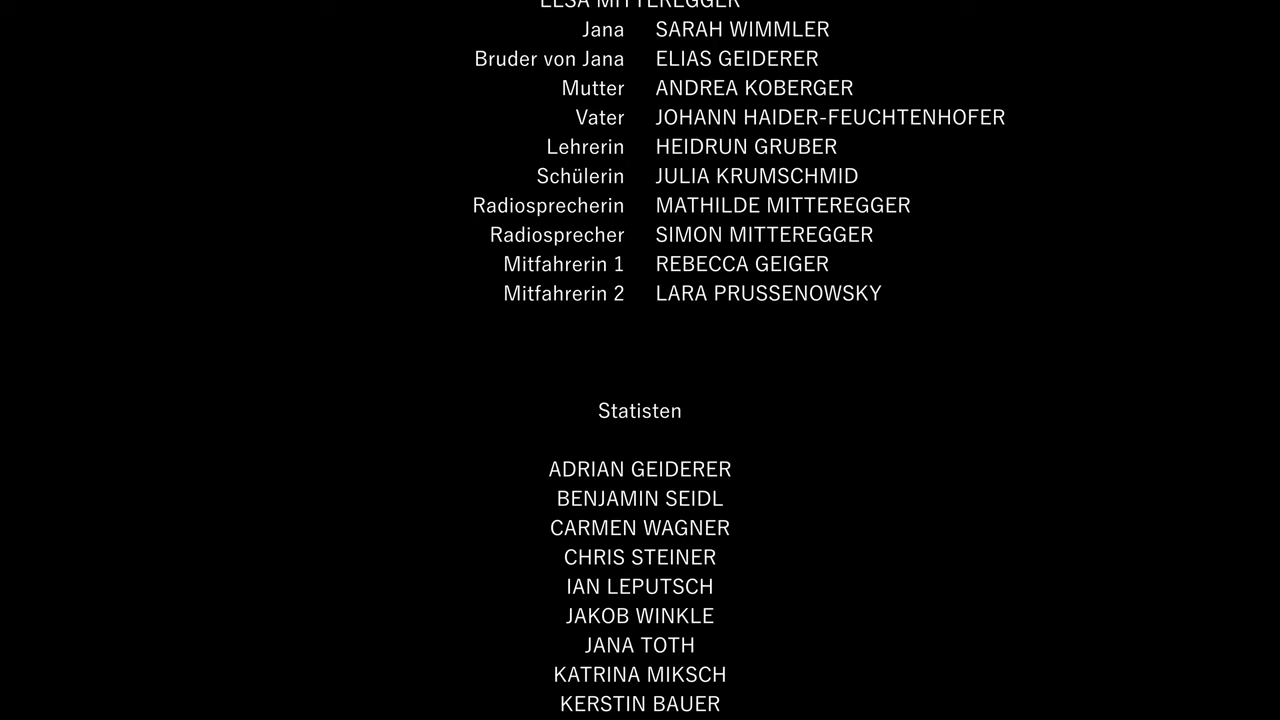 ELSA MITTEREGGER
Jana SARAH WIMMLER
Bruder von Jana ELIAS GEIDERER
Mutter ANDREA KOBERGER
Vater JOHANN HAIDER-FEUCHTENHOFER
Lehrerin HEIDRUN GRUBER
Schülerin JULIA KRUMSCHMID
Radiosprecherin MATHILDE MITTEREGGER
Radiosprecher SIMON MITTEREGGER
Mitfahrerin 1 REBECCA GEIGER
Mitfahrerin 2 LARA PRUSSENOWSKY
Statisten
ADRIAN GEIDERER
BENJAMIN SEIDL
CARMEN WAGNER
CHRIS STEINER
IAN LEPUTSCH
JAKOB WINKLE
JANA TOTH
KATRINA MIKSCH
KERSTIN BAUER